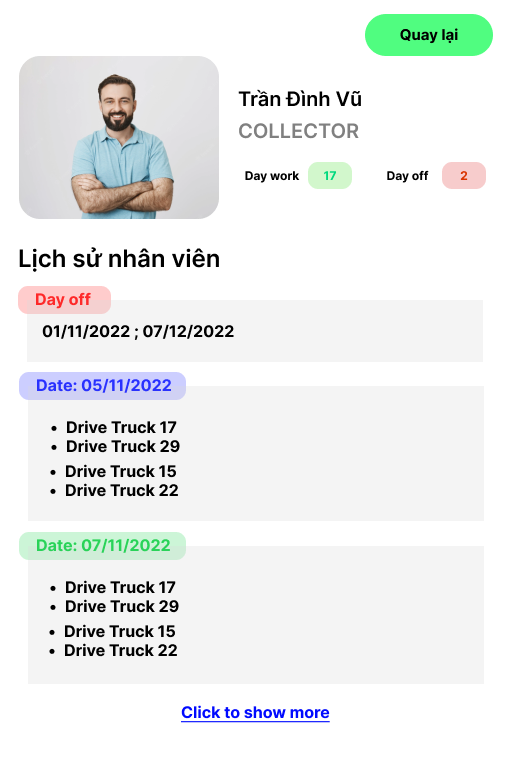 Quay lại
Trần Đình Vũ
COLLECTOR
Day work 17 Day off 2
Lịch sử nhân viên
Day off
01/11/2022 ; 07/12/2022
Date: 05/11/2022
• Drive Truck 17
• Drive Truck 29
• Drive Truck 15
• Drive Truck 22
Date: 07/11/2022
• Drive Truck 17
• Drive Truck 29
• Drive Truck 15
• Drive Truck 22
Click to show more